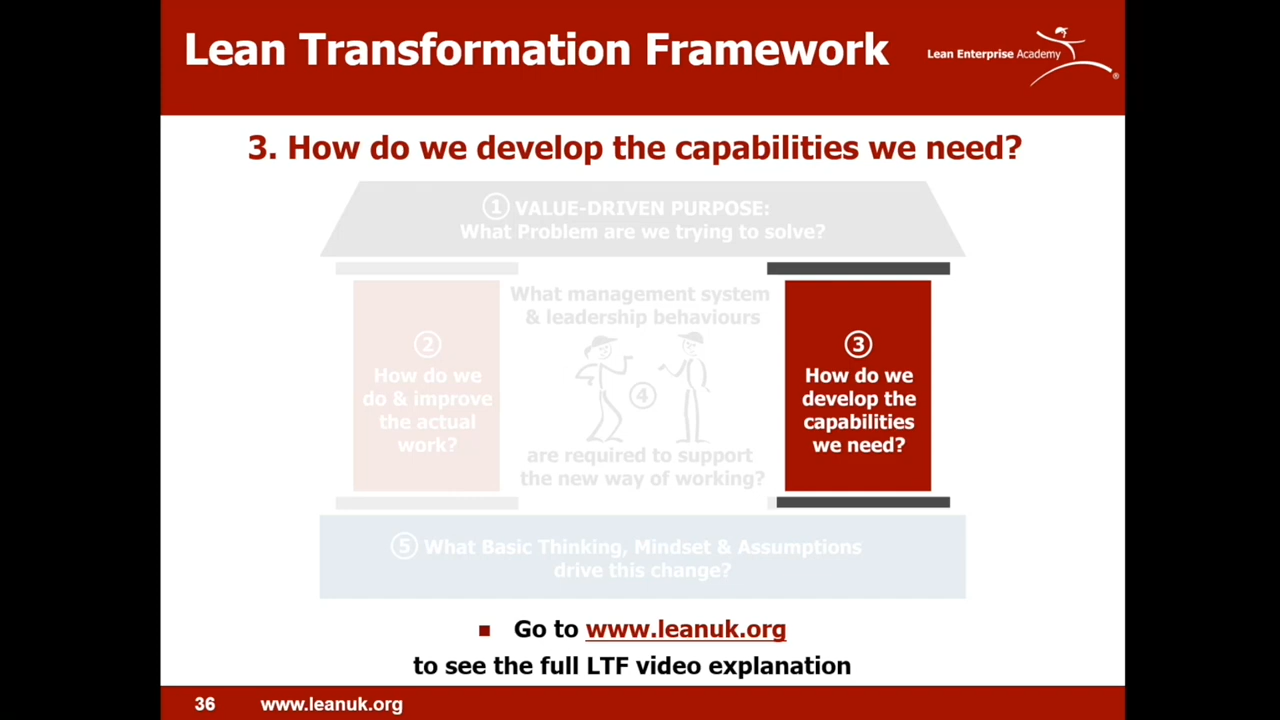 Lean Transformation Framework
Lean Enterprise Academy
®
3. How do we develop the capabilities we need?
① VALUE-DRIVEN PURPOSE:
What Problem are we trying to solve?
What management system
& leadership behaviours
②
How do we
do & improve
the actual
work?
④
are required to support
the new way of working?
③
How do we
develop the
capabilities
we need?
⑤ What Basic Thinking, Mindset & Assumptions
drive this change?
Go to www.leanuk.org
to see the full LTF video explanation
36 www.leanuk.org